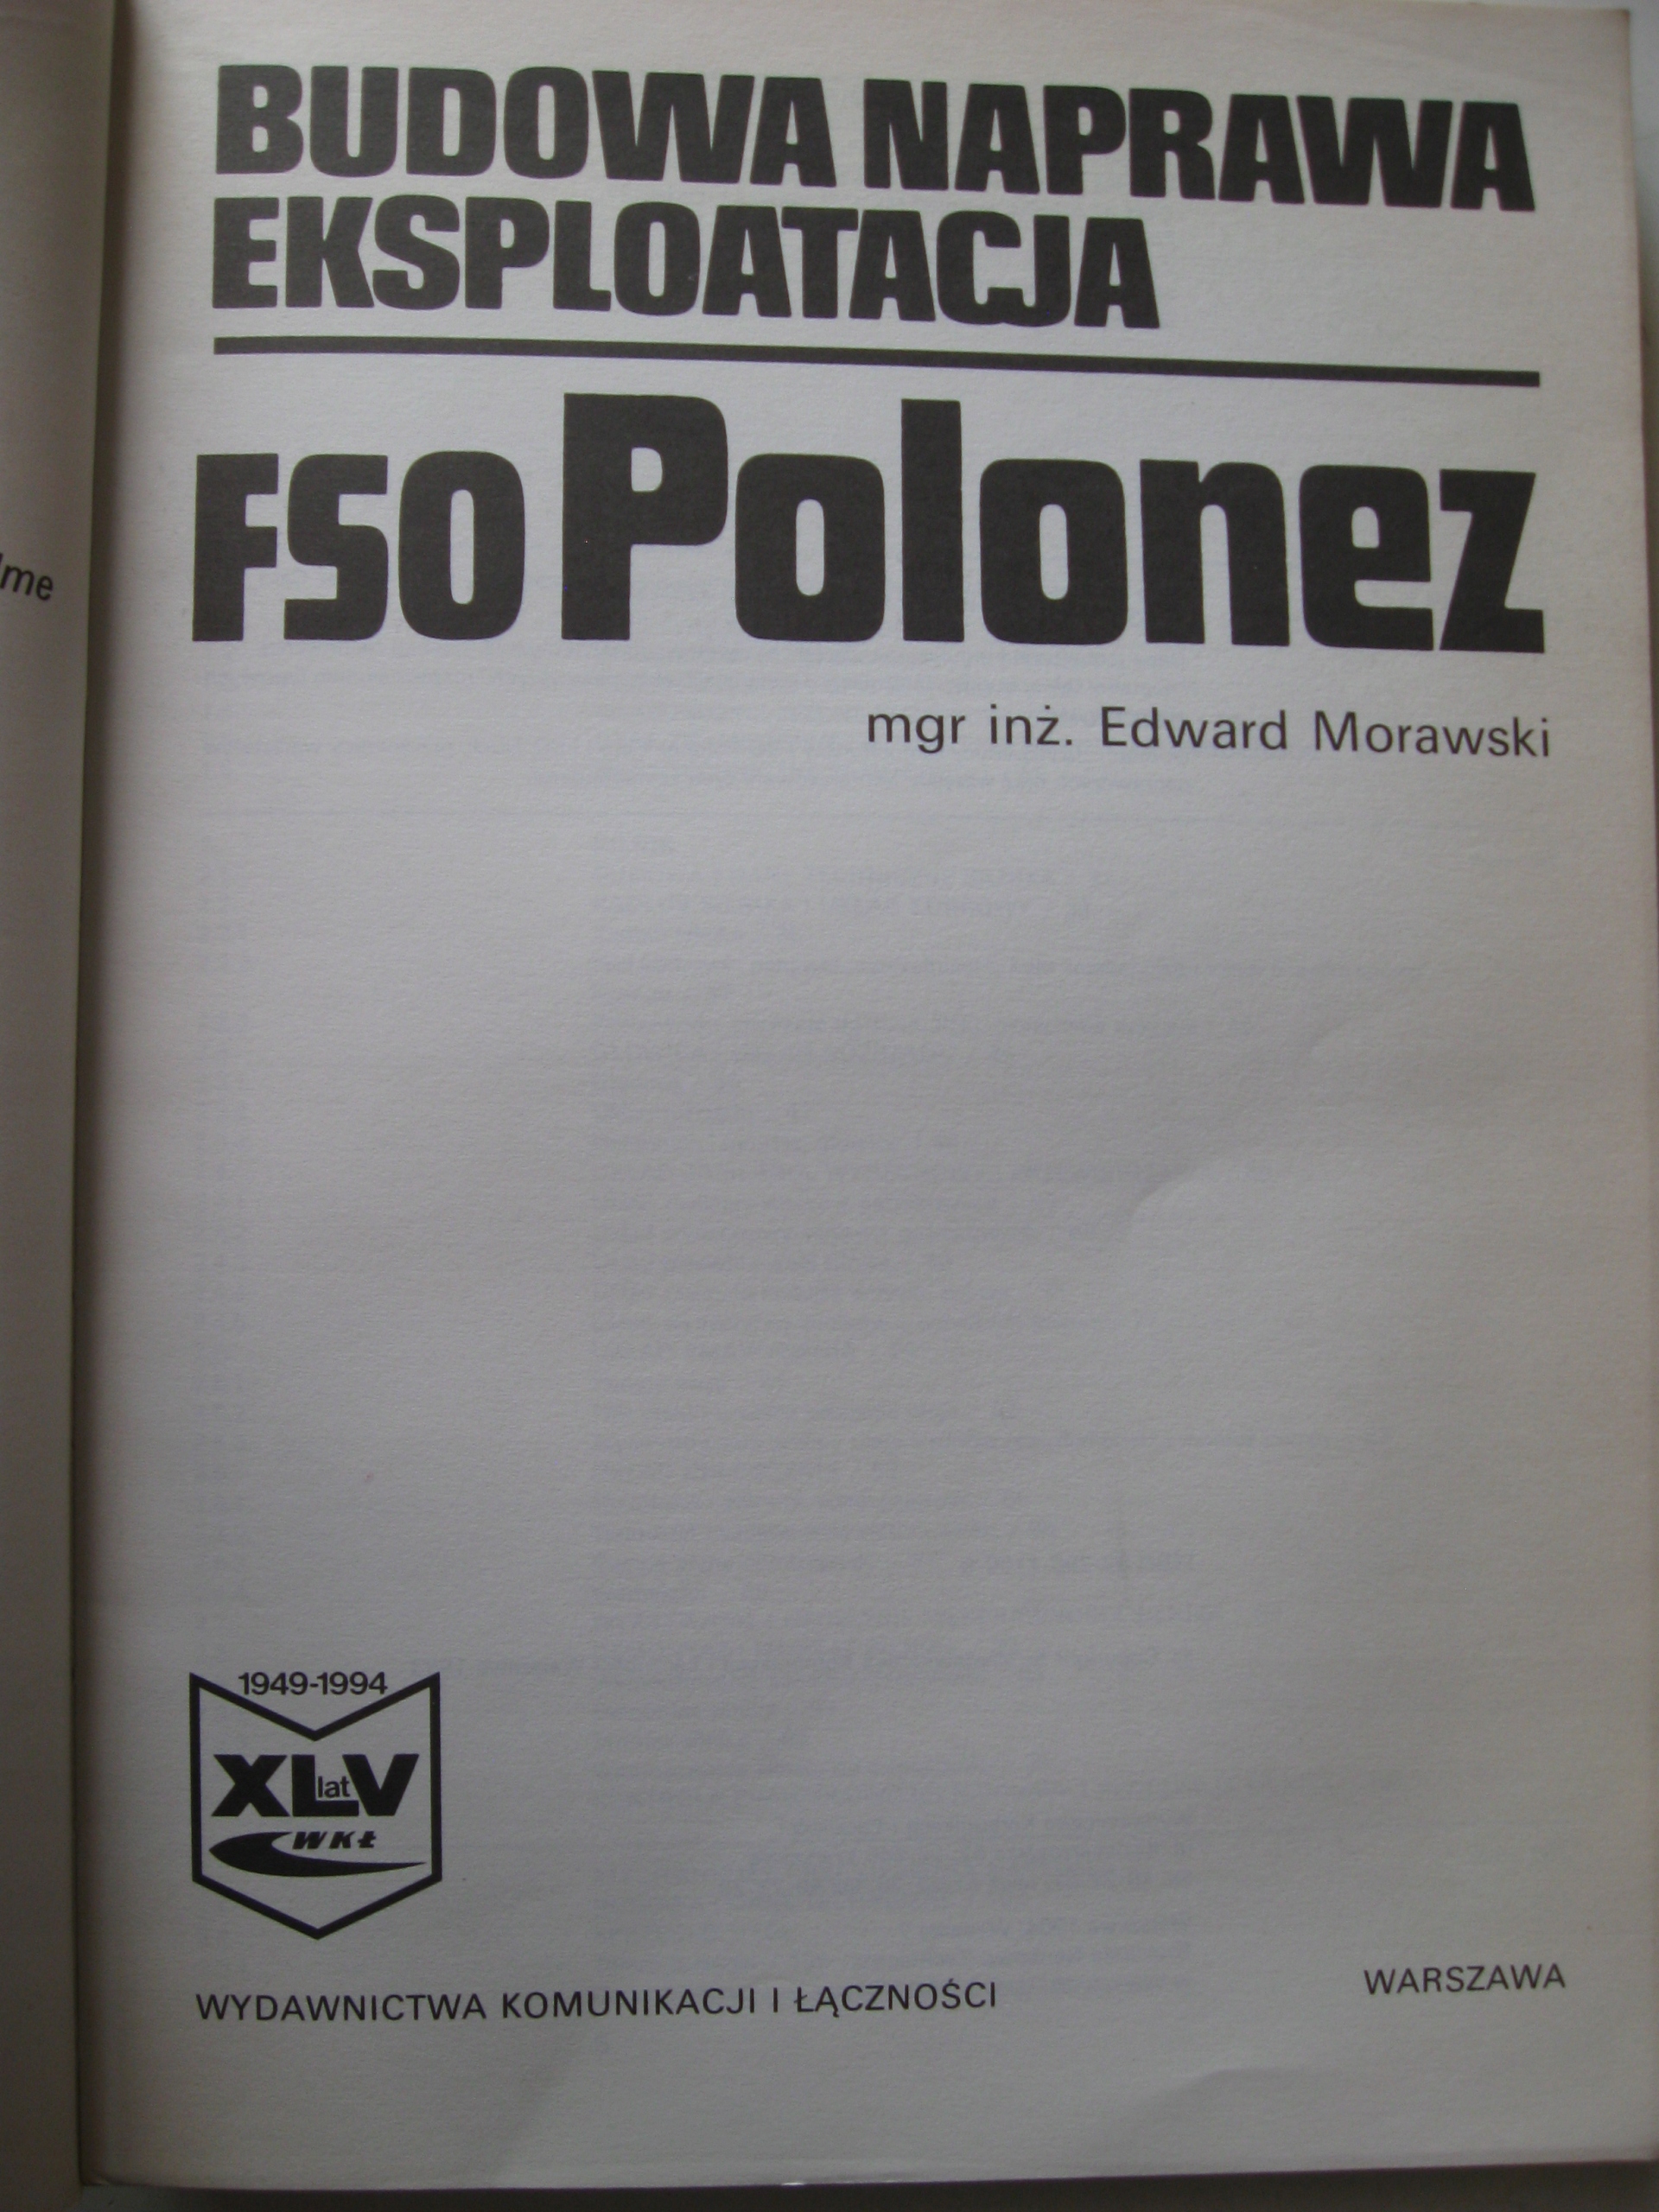 BUDOWA NAPRAWA
EKSPLOATACJA
FSO Polonez
mgr inż. Edward Morawski
1949-1994
XLV
lat
WKŁ
WYDAWNICTWA KOMUNIKACJI I ŁĄCZNOŚCI
WARSZAWA